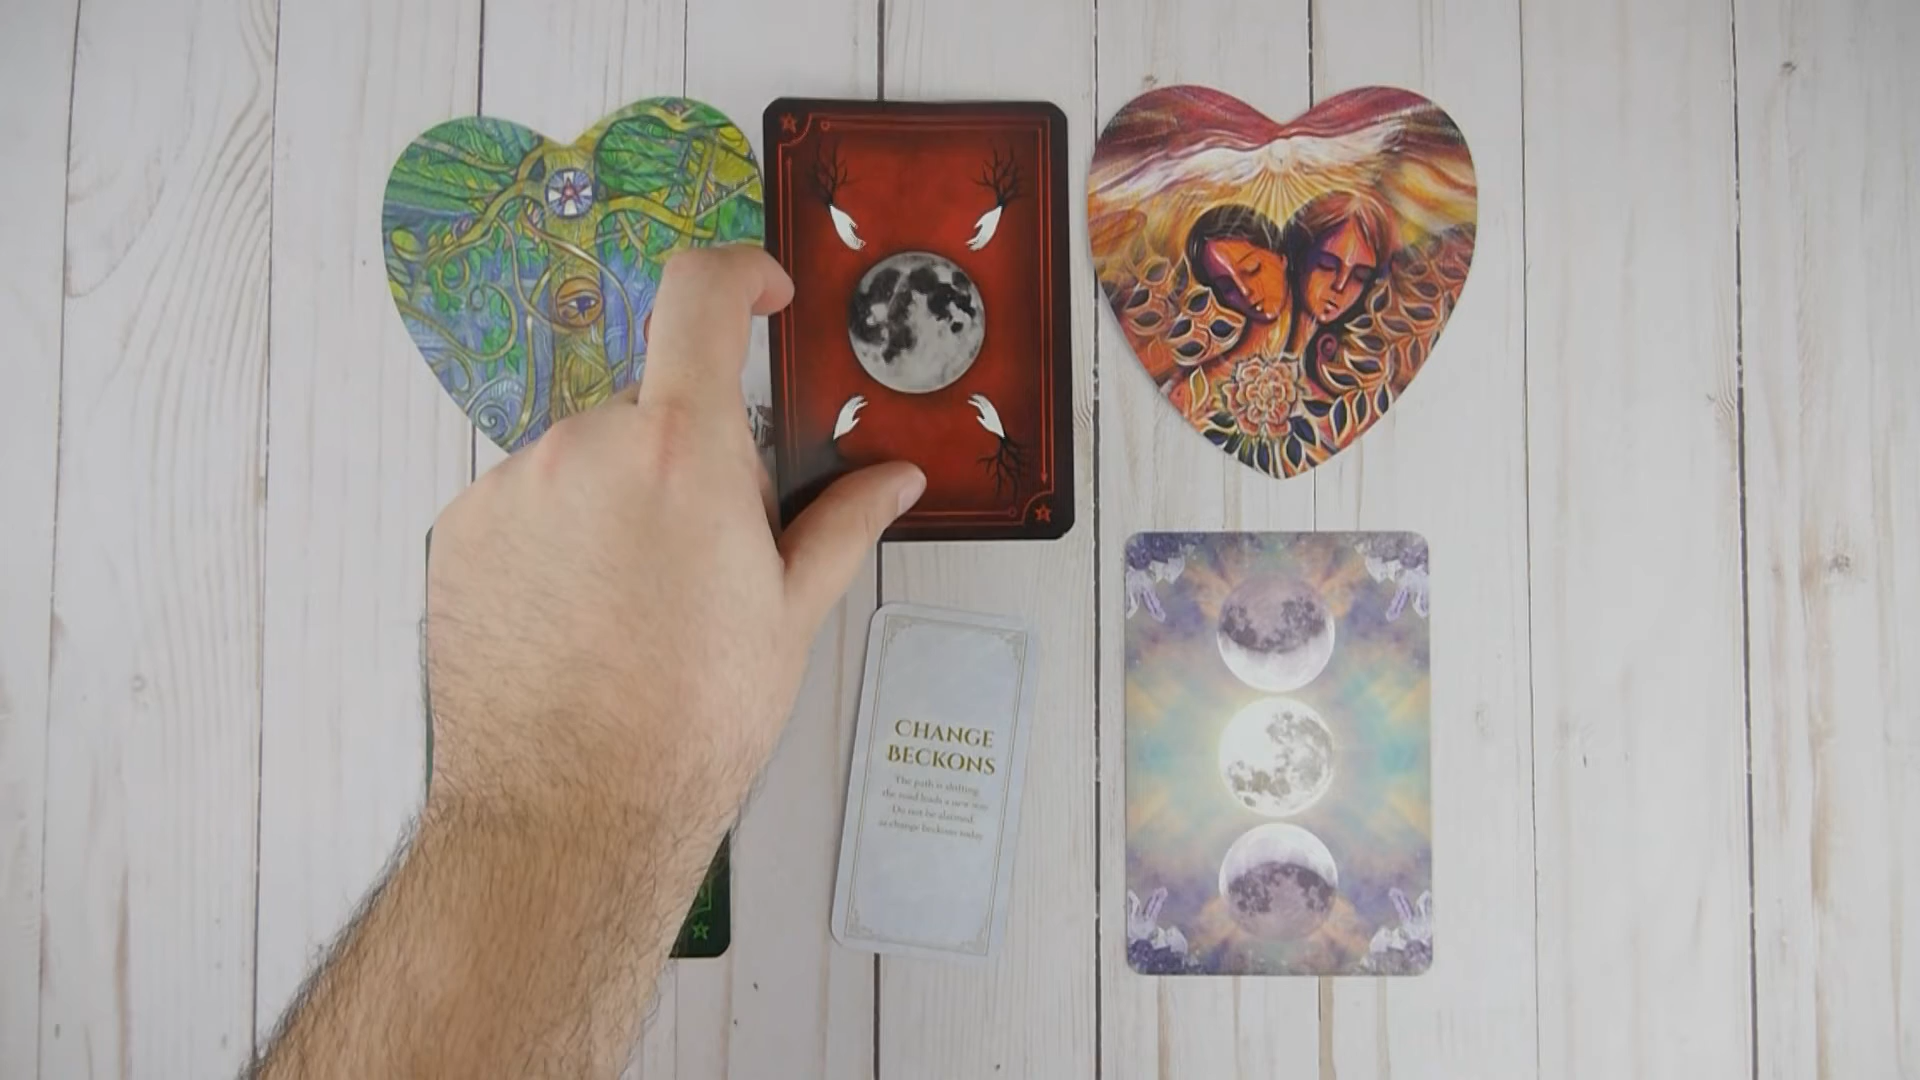 CHANGE
BECKONS
The path is shifting,
the road leads a new way.
Do not be alarmed,
as change beckons today.